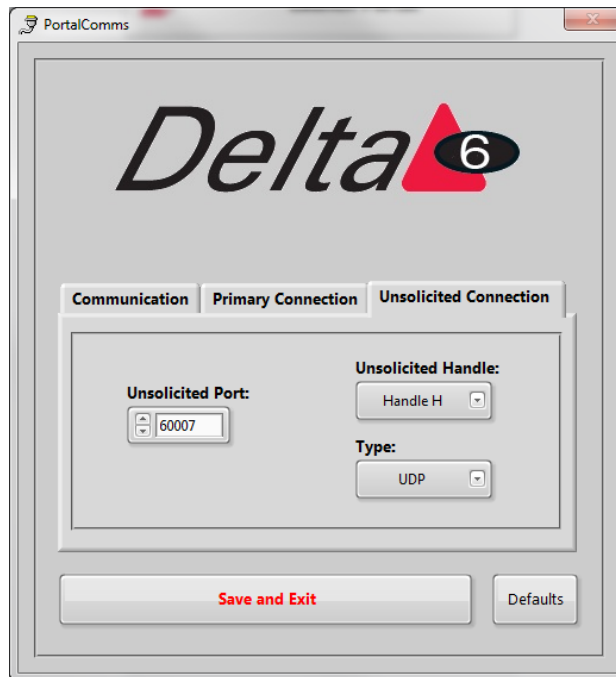 PortalComms
Delta 6
Communication
Primary Connection
Unsolicited Connection
Unsolicited Port:
60007
Unsolicited Handle:
Handle H
Type:
UDP
Save and Exit
Defaults